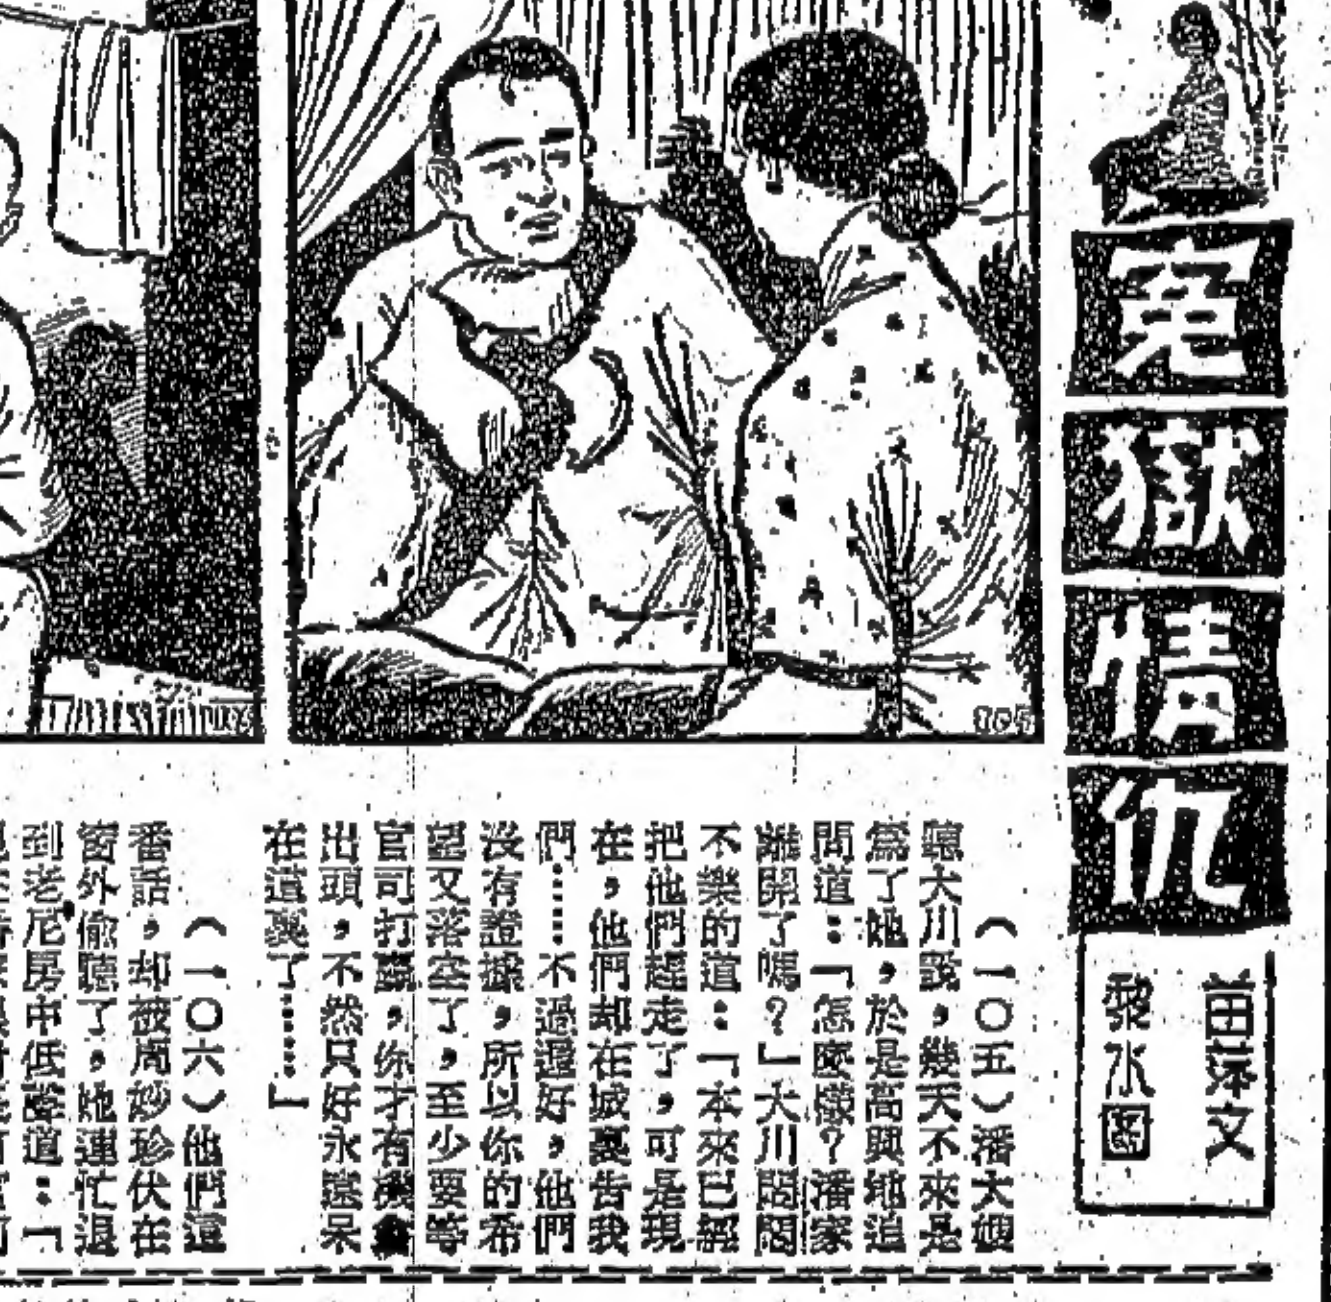 冤獄情仇
苗萍文
黎水图
(一〇五)潘大嫂
聽大川說,幾天不來是
爲了她,於是高興地追
問道:「怎麼樣?潘家
離開了嗎?」大川悶悶
不樂的道:「本來已經
把他們趕走了,可是現
在,他們却在城裏告我
們……不過還好,他們
沒有證據,所以你的希
望又落空了,至少要等
官司打贏,你才有機
出頭,不然只好永遠呆
在這裏了……』
(一〇六)他們這
番話,却被周妙珍伏在
窗外偷聽了,她連忙退
到老尼房中低聲道:「
105